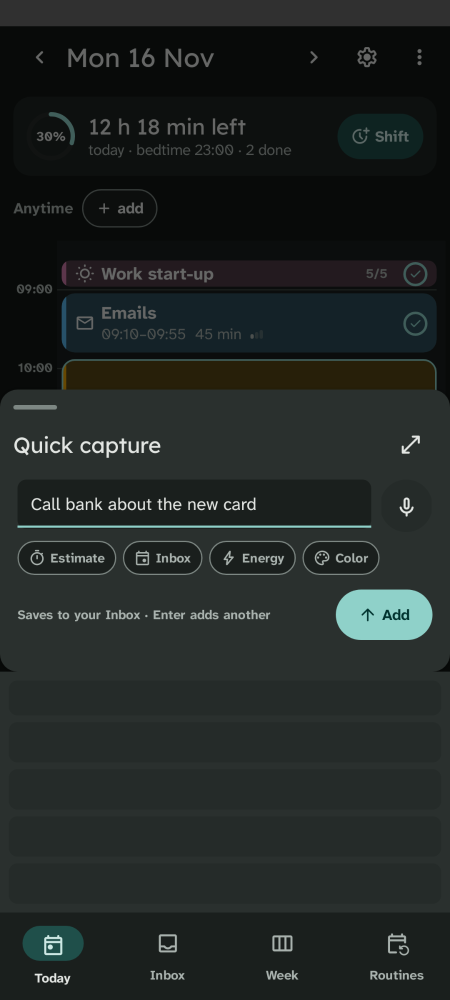 Mon 16 Nov
30%
12 h 18 min left
today · bedtime 23:00 · 2 done
Shift
Anytime
+ add
Work start-up
5/5
09:00
Emails
09:10–09:55 45 min
10:00
Quick capture
Call bank about the new card
Estimate
Inbox
Energy
Color
Saves to your Inbox · Enter adds another
Add
Today
Inbox
Week
Routines